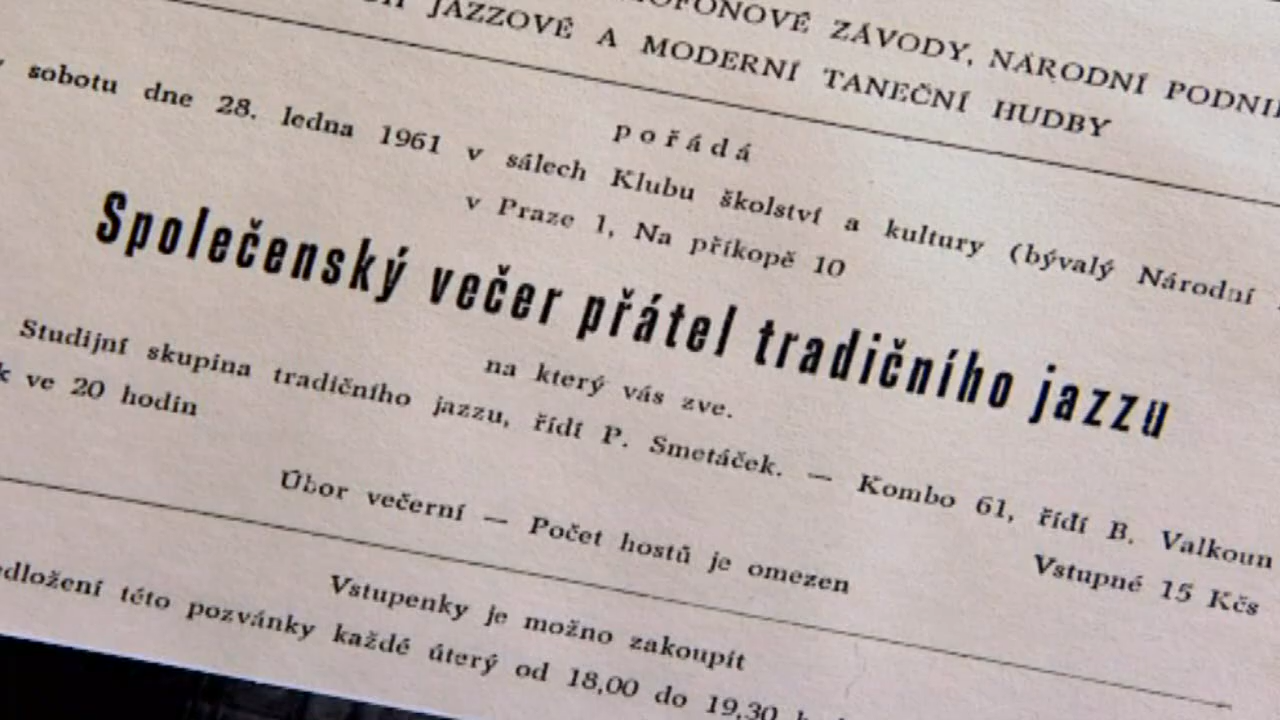 ZÁVODY, NÁRODNÍ
JAZZOVÉ A MODERNÍ TANEČNÍ HUDBY
pořádá
sobotu dne 28. ledna 1961 v sálech Klubu školství a kultury (bývalý Národní
v Praze 1, Na příkopě 10
Společenský večer přátel tradičního jazzu
na který vás zve.
Studijní skupina tradičního jazzu, řídí P. Smetáček. — Kombo 61, řídí B. Valkoun
ve 20 hodin
Vstupné 15 Kčs
Úbor večerní — Počet hostů je omezen
Vstupenky je možno zakoupit
této pozvánky každé úterý od 18,00 do 19,30